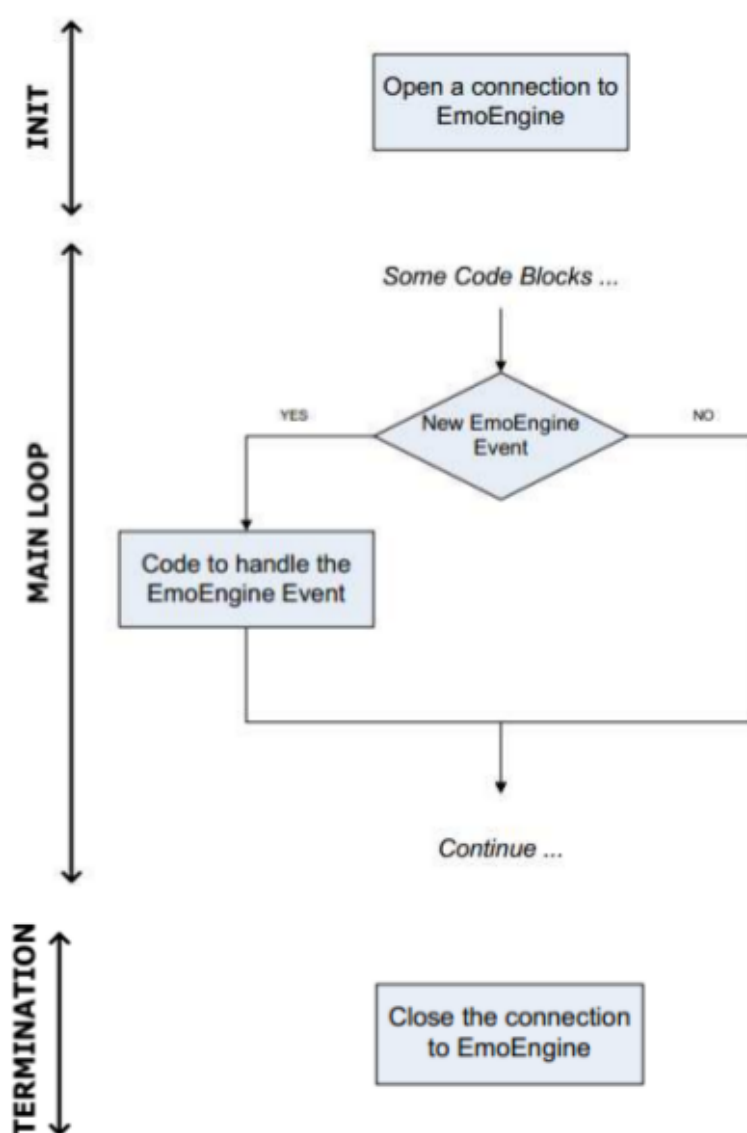 INIT
Open a connection to
EmoEngine
MAIN LOOP
Some Code Blocks ...
New EmoEngine
Event
YES
NO
Code to handle the
EmoEngine Event
Continue ...
TERMINATION
Close the connection
to EmoEngine